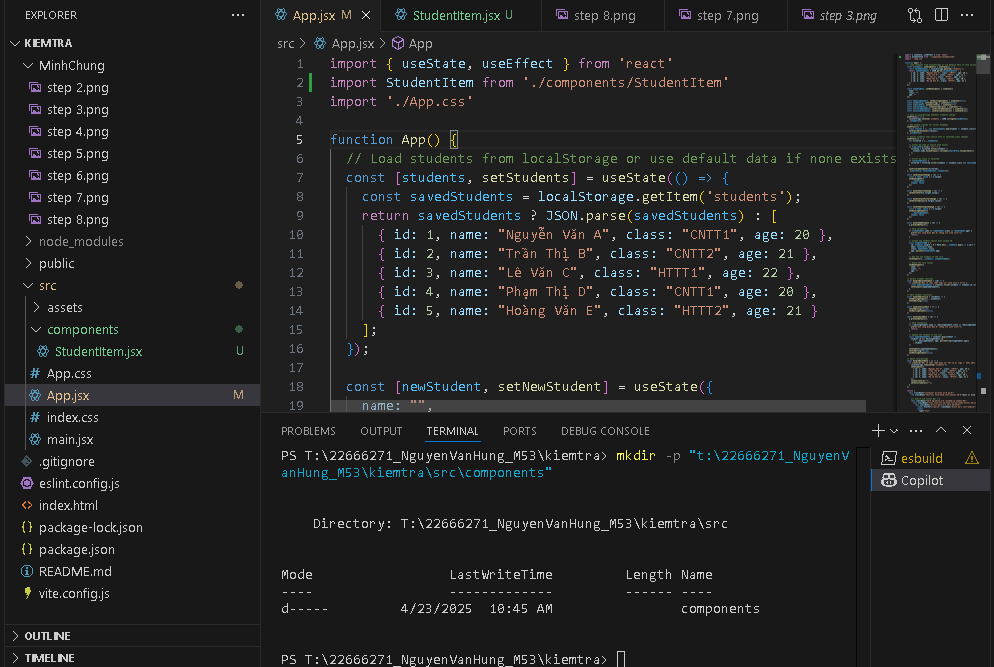 EXPLORER
KIEMTRA
MinhChung
step 2.png
step 3.png
step 4.png
step 5.png
step 6.png
step 7.png
step 8.png
node_modules
public
src
assets
components
StudentItem.jsx U
App.css
App.jsx M
index.css
main.jsx
.gitignore
eslint.config.js
index.html
package-lock.json
package.json
README.md
vite.config.js
OUTLINE
TIMELINE
App.jsx M
StudentItem.jsx U
step 8.png
step 7.png
step 3.png
src > App.jsx > App
1 import { useState, useEffect } from 'react'
2 import StudentItem from './components/StudentItem'
3 import './App.css'
4
5 function App() {
6 // Load students from localStorage or use default data if none exists
7 const [students, setStudents] = useState(() => {
8 const savedStudents = localStorage.getItem('students');
9 return savedStudents ? JSON.parse(savedStudents) : [
10 { id: 1, name: "Nguyễn Văn A", class: "CNTT1", age: 20 },
11 { id: 2, name: "Trần Thị B", class: "CNTT2", age: 21 },
12 { id: 3, name: "Lê Văn C", class: "HTTT1", age: 22 },
13 { id: 4, name: "Phạm Thị D", class: "CNTT1", age: 20 },
14 { id: 5, name: "Hoàng Văn E", class: "HTTT2", age: 21 }
15 ];
16 });
17
18 const [newStudent, setNewStudent] = useState({
19 name: "",
PROBLEMS OUTPUT TERMINAL PORTS DEBUG CONSOLE
PS T:\22666271_NguyenVanHung_M53\kiemtra> mkdir -p "t:\22666271_NguyenV
anHung_M53\kiemtra\src\components"
Directory: T:\22666271_NguyenVanHung_M53\kiemtra\src
Mode LastWriteTime Length Name
---- ------------- ------ ----
d----- 4/23/2025 10:45 AM components
PS T:\22666271_NguyenVanHung_M53\kiemtra>
esbuild
Copilot